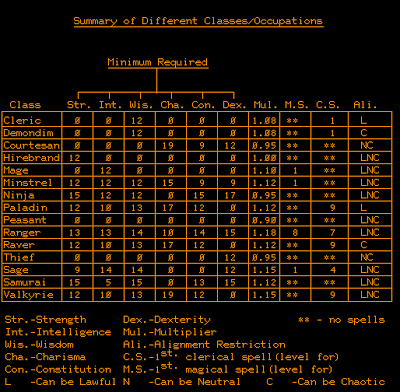 Summary of Different Classes/Occupations
Minimum Required
Class Str. Int. Wis. Cha. Con. Dex. Mul. M.S. C.S. Ali.
Cleric 0 0 12 0 0 0 1.08 ** 1 L
Demondim 0 0 12 0 0 0 1.08 ** 1 C
Courtesan 0 0 0 19 9 12 0.95 ** ** NC
Hirebrand 12 0 0 0 0 0 1.00 ** ** LNC
Mage 0 12 0 0 0 0 1.10 1 ** LNC
Minstrel 12 12 12 15 9 9 1.12 1 ** LNC
Ninja 15 12 12 0 15 17 0.90 ** ** LNC
Paladin 12 10 13 17 12 0 1.12 ** 9 L
Peasant 0 0 0 0 0 0 0.90 ** ** LNC
Ranger 13 13 14 10 14 15 1.18 8 7 LNC
Raver 12 10 13 17 12 0 1.12 ** 9 C
Thief 0 0 0 0 0 12 0.95 ** ** NC
Sage 9 14 14 0 0 12 1.15 1 4 LNC
Samurai 15 5 15 0 13 15 1.12 ** ** LNC
Valkyrie 12 10 13 19 12 0 1.15 ** 9 LNC
Str.-Strength Dex.-Dexterity ** - no spells
Int.-Intelligence Mul.-Multiplier
Wis.-Wisdom Ali.-Alignment Restriction
Cha.-Charisma C.S.-1st. clerical spell(level for)
Con.-Constitution M.S.-1st. magical spell(level for)
L -Can be Lawful N -Can be Neutral C -Can be Chaotic